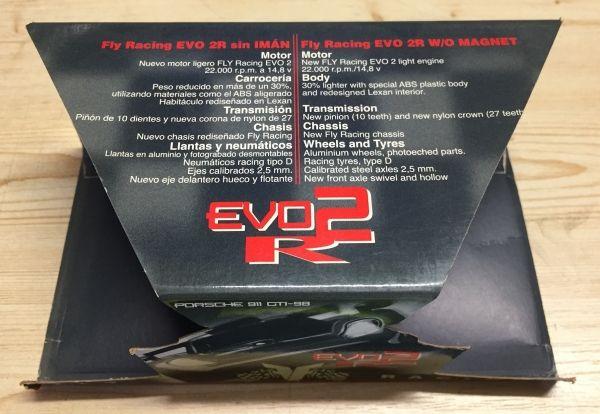 Fly Racing EVO 2R sin IMÁN
Motor
Nuevo motor ligero FLY Racing EVO 2
22.000 r.p.m. a 14,8 v
Carrocería
Peso reducido en mas de un 30%,
utilizando materiales como el ABS aligerado
Habitáculo rediseñado en Lexan
Transmisión
Piñón de 10 dientes y nueva corona de nylon de 27
Chasis
Nuevo chasis rediseñado Fly Racing
Llantas y neumáticos
Llantas en aluminio y fotograbado desmontables
Neumáticos racing tipo D
Ejes calibrados 2,5 mm.
Nuevo eje delantero hueco y flotante
Fly Racing EVO 2R W/O MAGNET
Motor
New FLY Racing EVO 2 light engine
22.000 r.p.m./14,8 v
Body
30% lighter with special ABS plastic body
and redesigned Lexan interior.
Transmission
New pinion (10 teeth) and new nylon crown (27 teeth
Chassis
New Fly Racing chassis
Wheels and Tyres
Aluminium wheels, photoeched parts.
Racing tyres, type D
Calibrated steel axles 2,5 mm.
New front axle swivel and hollow
EVO2
R
PORSCHE 911 GT1-98
EVO2
R